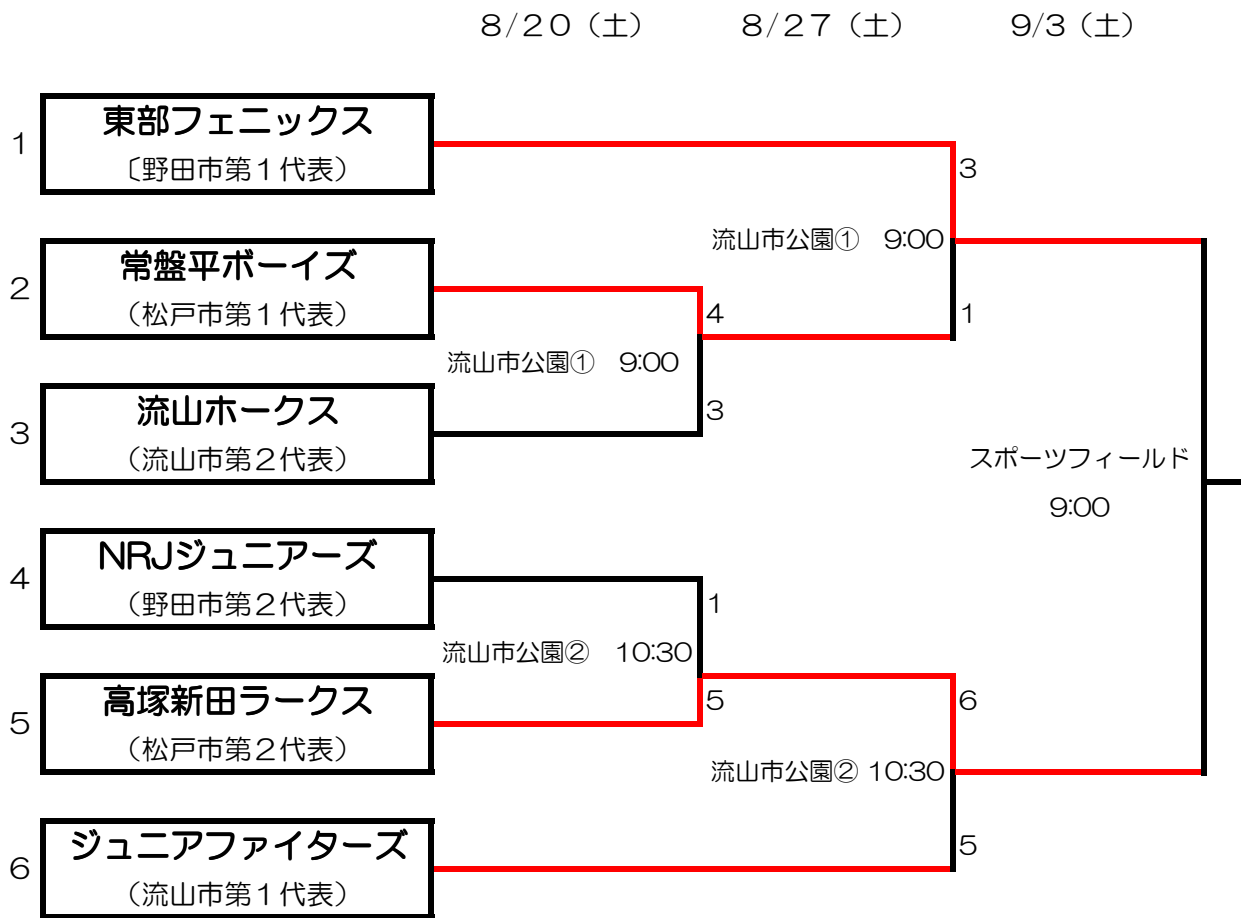 8/20（土）
8/27（土）
9/3（土）
1
東部フェニックス
〔野田市第1代表）
3
流山市公園① 9:00
2
常盤平ボーイズ
（松戸市第1代表）
4
1
流山市公園① 9:00
3
流山ホークス
（流山市第2代表）
3
スポーツフィールド
9:00
4
NRJジュニアーズ
（野田市第2代表）
1
流山市公園② 10:30
5
高塚新田ラークス
（松戸市第2代表）
5
6
流山市公園② 10:30
6
ジュニアファイターズ
（流山市第1代表）
5